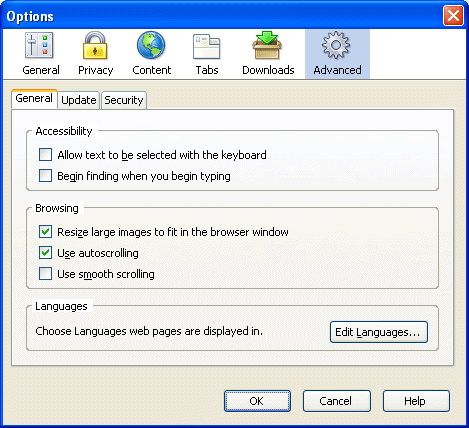 Options
General Privacy Content Tabs Downloads Advanced
General Update Security
Accessibility
Allow text to be selected with the keyboard
Begin finding when you begin typing
Browsing
Resize large images to fit in the browser window
Use autoscrolling
Use smooth scrolling
Languages
Choose Languages web pages are displayed in. Edit Languages...
OK Cancel Help